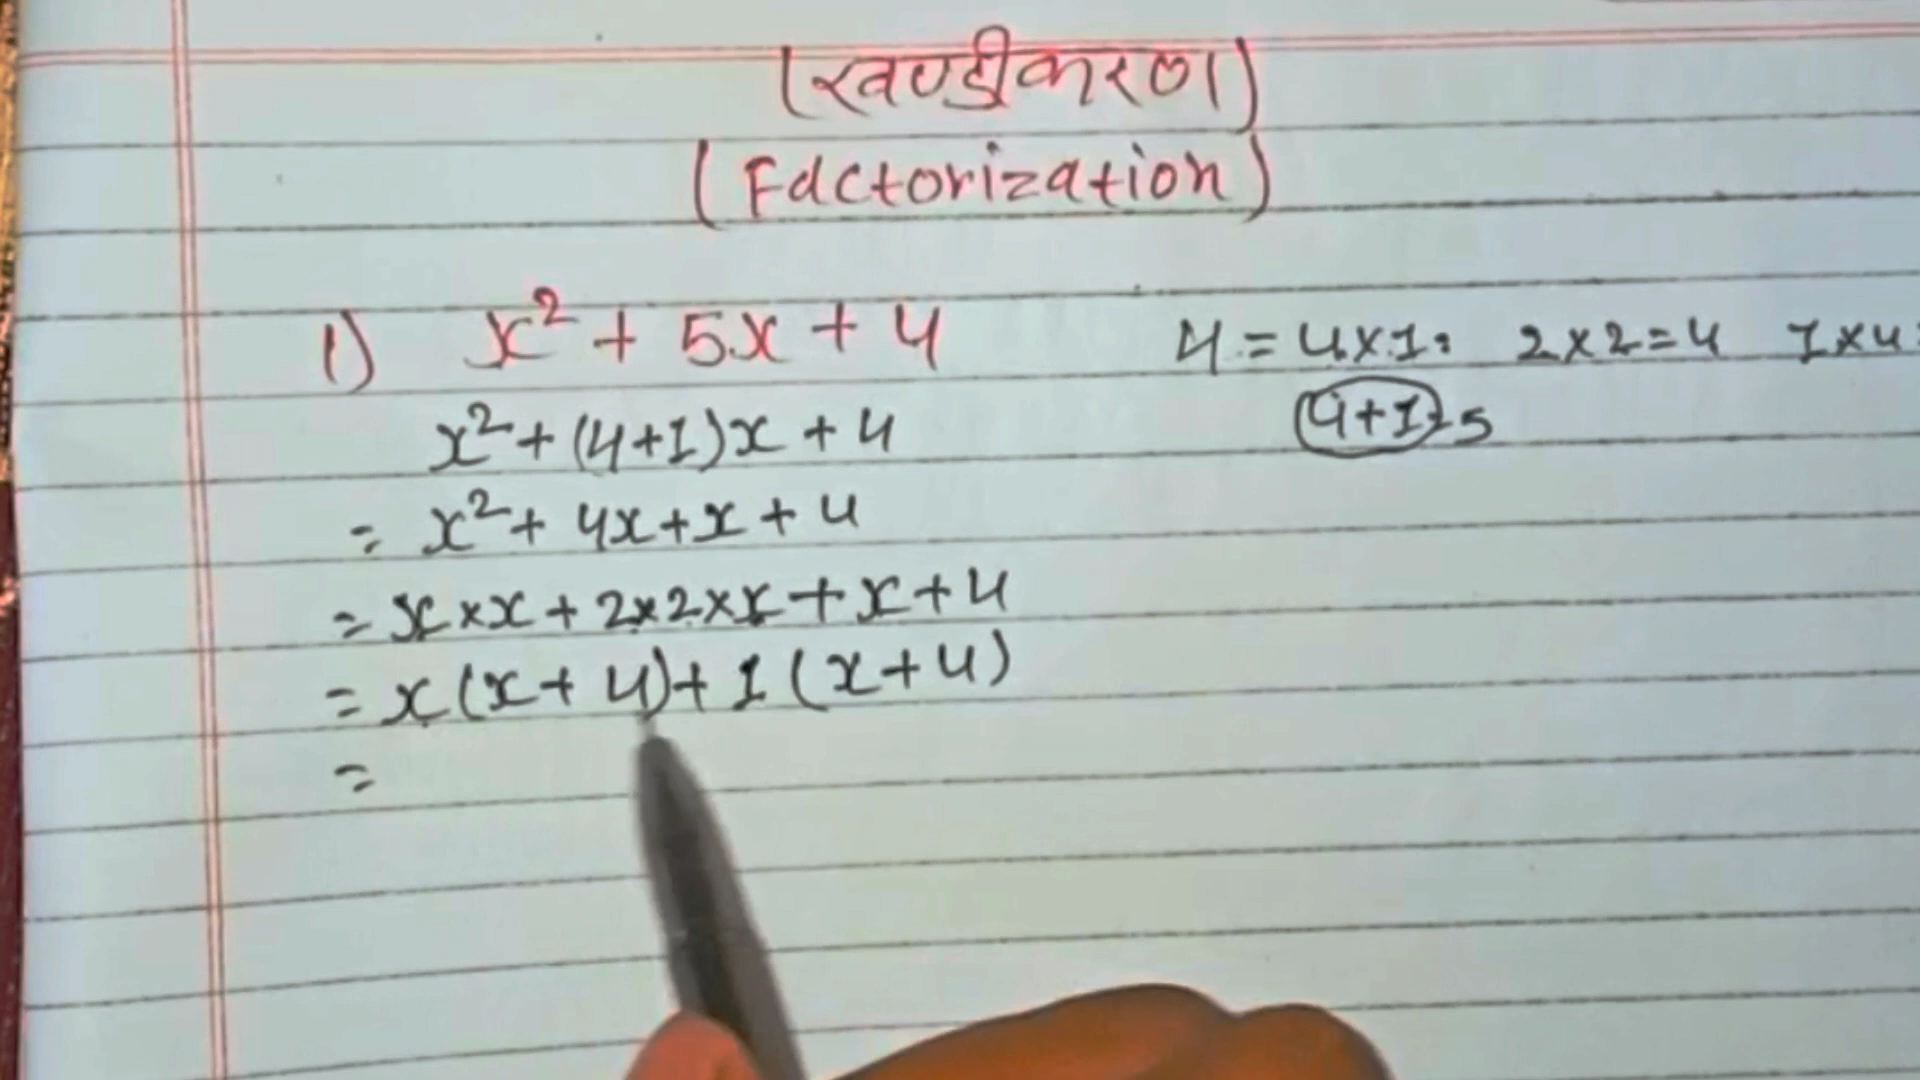 (खण्डीकरण)
(Factorization)
1) x² + 5x + 4
4 = 4×1: 2×2=4 1×4
x²+(4+1)x+4
(4+1)=5
= x²+4x+x+4
= x×x+2×2×x+x+4
= x(x+4)+1(x+4)
=